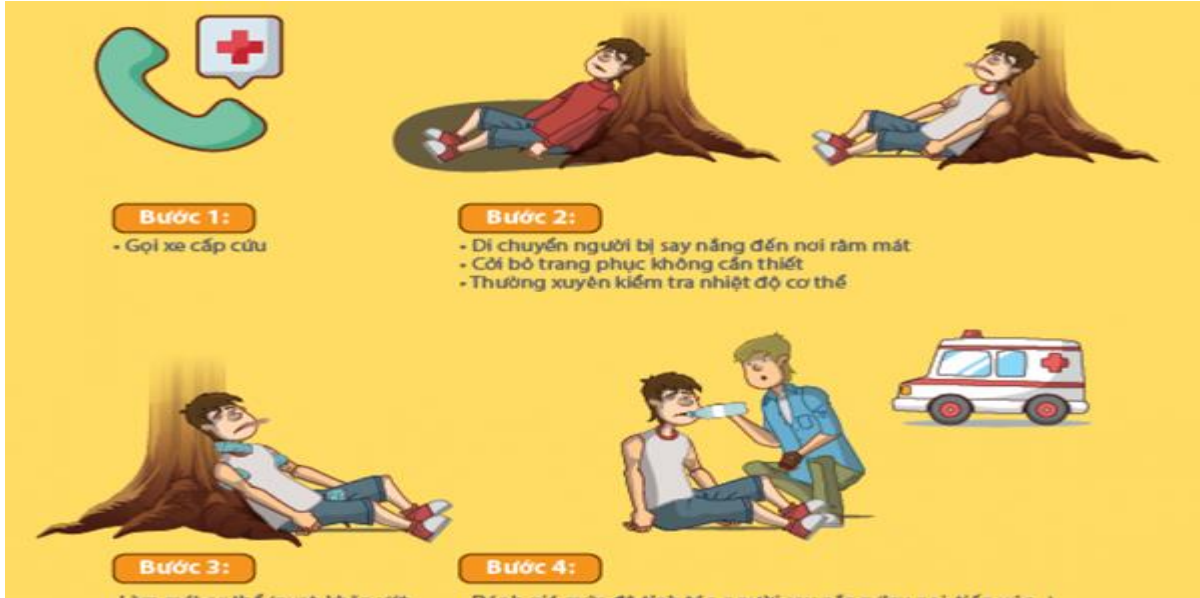 Bước 1:
• Gọi xe cấp cứu
Bước 2:
• Di chuyển người bị say nắng đến nơi râm mát
• Cởi bỏ trang phục không cần thiết
• Thường xuyên kiểm tra nhiệt độ cơ thể
Bước 3:
Bước 4: